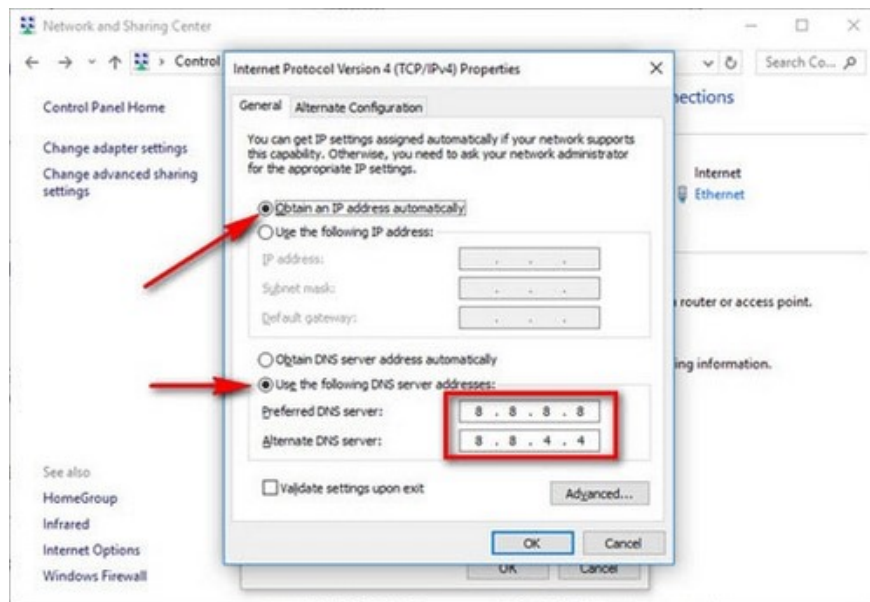 Network and Sharing Center
Control
Search Co...
Control Panel Home
Change adapter settings
Change advanced sharing
settings
See also
HomeGroup
Infrared
Internet Options
Windows Firewall
Internet Protocol Version 4 (TCP/IPv4) Properties
General
Alternate Configuration
You can get IP settings assigned automatically if your network supports
this capability. Otherwise, you need to ask your network administrator
for the appropriate IP settings.
Obtain an IP address automatically
Use the following IP address:
IP address:
Subnet mask:
Default gateway:
Obtain DNS server address automatically
Use the following DNS server addresses:
Preferred DNS server:
8 . 8 . 8 . 8
Alternate DNS server:
8 . 8 . 4 . 4
Validate settings upon exit
Advanced...
OK
Cancel
OK
Cancel
nections
Internet
Ethernet
router or access point.
ing information.